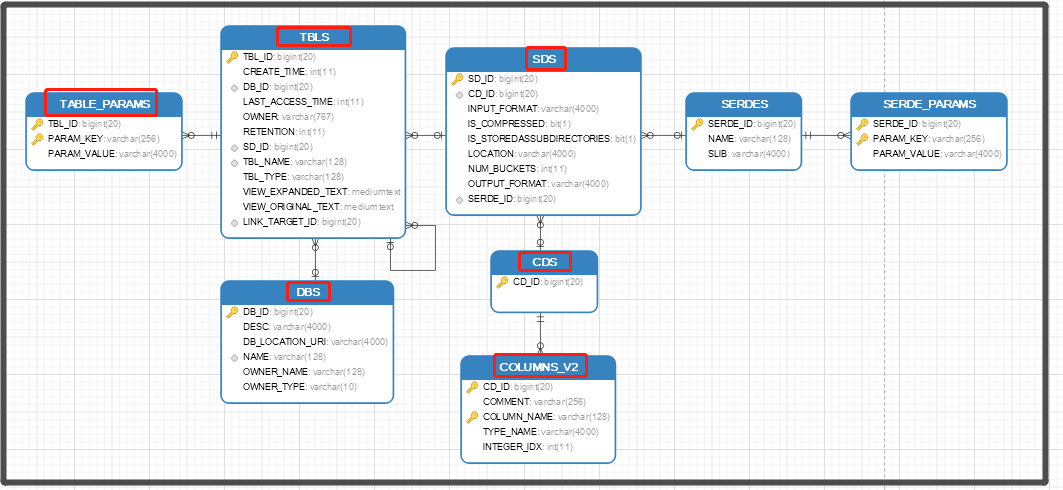 TABLE_PARAMS
TBL_ID: bigint(20)
PARAM_KEY: varchar(256)
PARAM_VALUE: varchar(4000)
TBLS
TBL_ID: bigint(20)
CREATE_TIME: int(11)
DB_ID: bigint(20)
LAST_ACCESS_TIME: int(11)
OWNER: varchar(767)
RETENTION: int(11)
SD_ID: bigint(20)
TBL_NAME: varchar(128)
TBL_TYPE: varchar(128)
VIEW_EXPANDED_TEXT: mediumtext
VIEW_ORIGINAL_TEXT: mediumtext
LINK_TARGET_ID: bigint(20)
SDS
SD_ID: bigint(20)
CD_ID: bigint(20)
INPUT_FORMAT: varchar(4000)
IS_COMPRESSED: bit(1)
IS_STOREDASSUBDIRECTORIES: bit(1)
LOCATION: varchar(4000)
NUM_BUCKETS: int(11)
OUTPUT_FORMAT: varchar(4000)
SERDE_ID: bigint(20)
SERDES
SERDE_ID: bigint(20)
NAME: varchar(128)
SLIB: varchar(4000)
SERDE_PARAMS
SERDE_ID: bigint(20)
PARAM_KEY: varchar(256)
PARAM_VALUE: varchar(4000)
DBS
DB_ID: bigint(20)
DESC: varchar(4000)
DB_LOCATION_URI: varchar(4000)
NAME: varchar(128)
OWNER_NAME: varchar(128)
OWNER_TYPE: varchar(10)
CDS
CD_ID: bigint(20)
COLUMNS_V2
CD_ID: bigint(20)
COMMENT: varchar(256)
COLUMN_NAME: varchar(128)
TYPE_NAME: varchar(4000)
INTEGER_IDX: int(11)